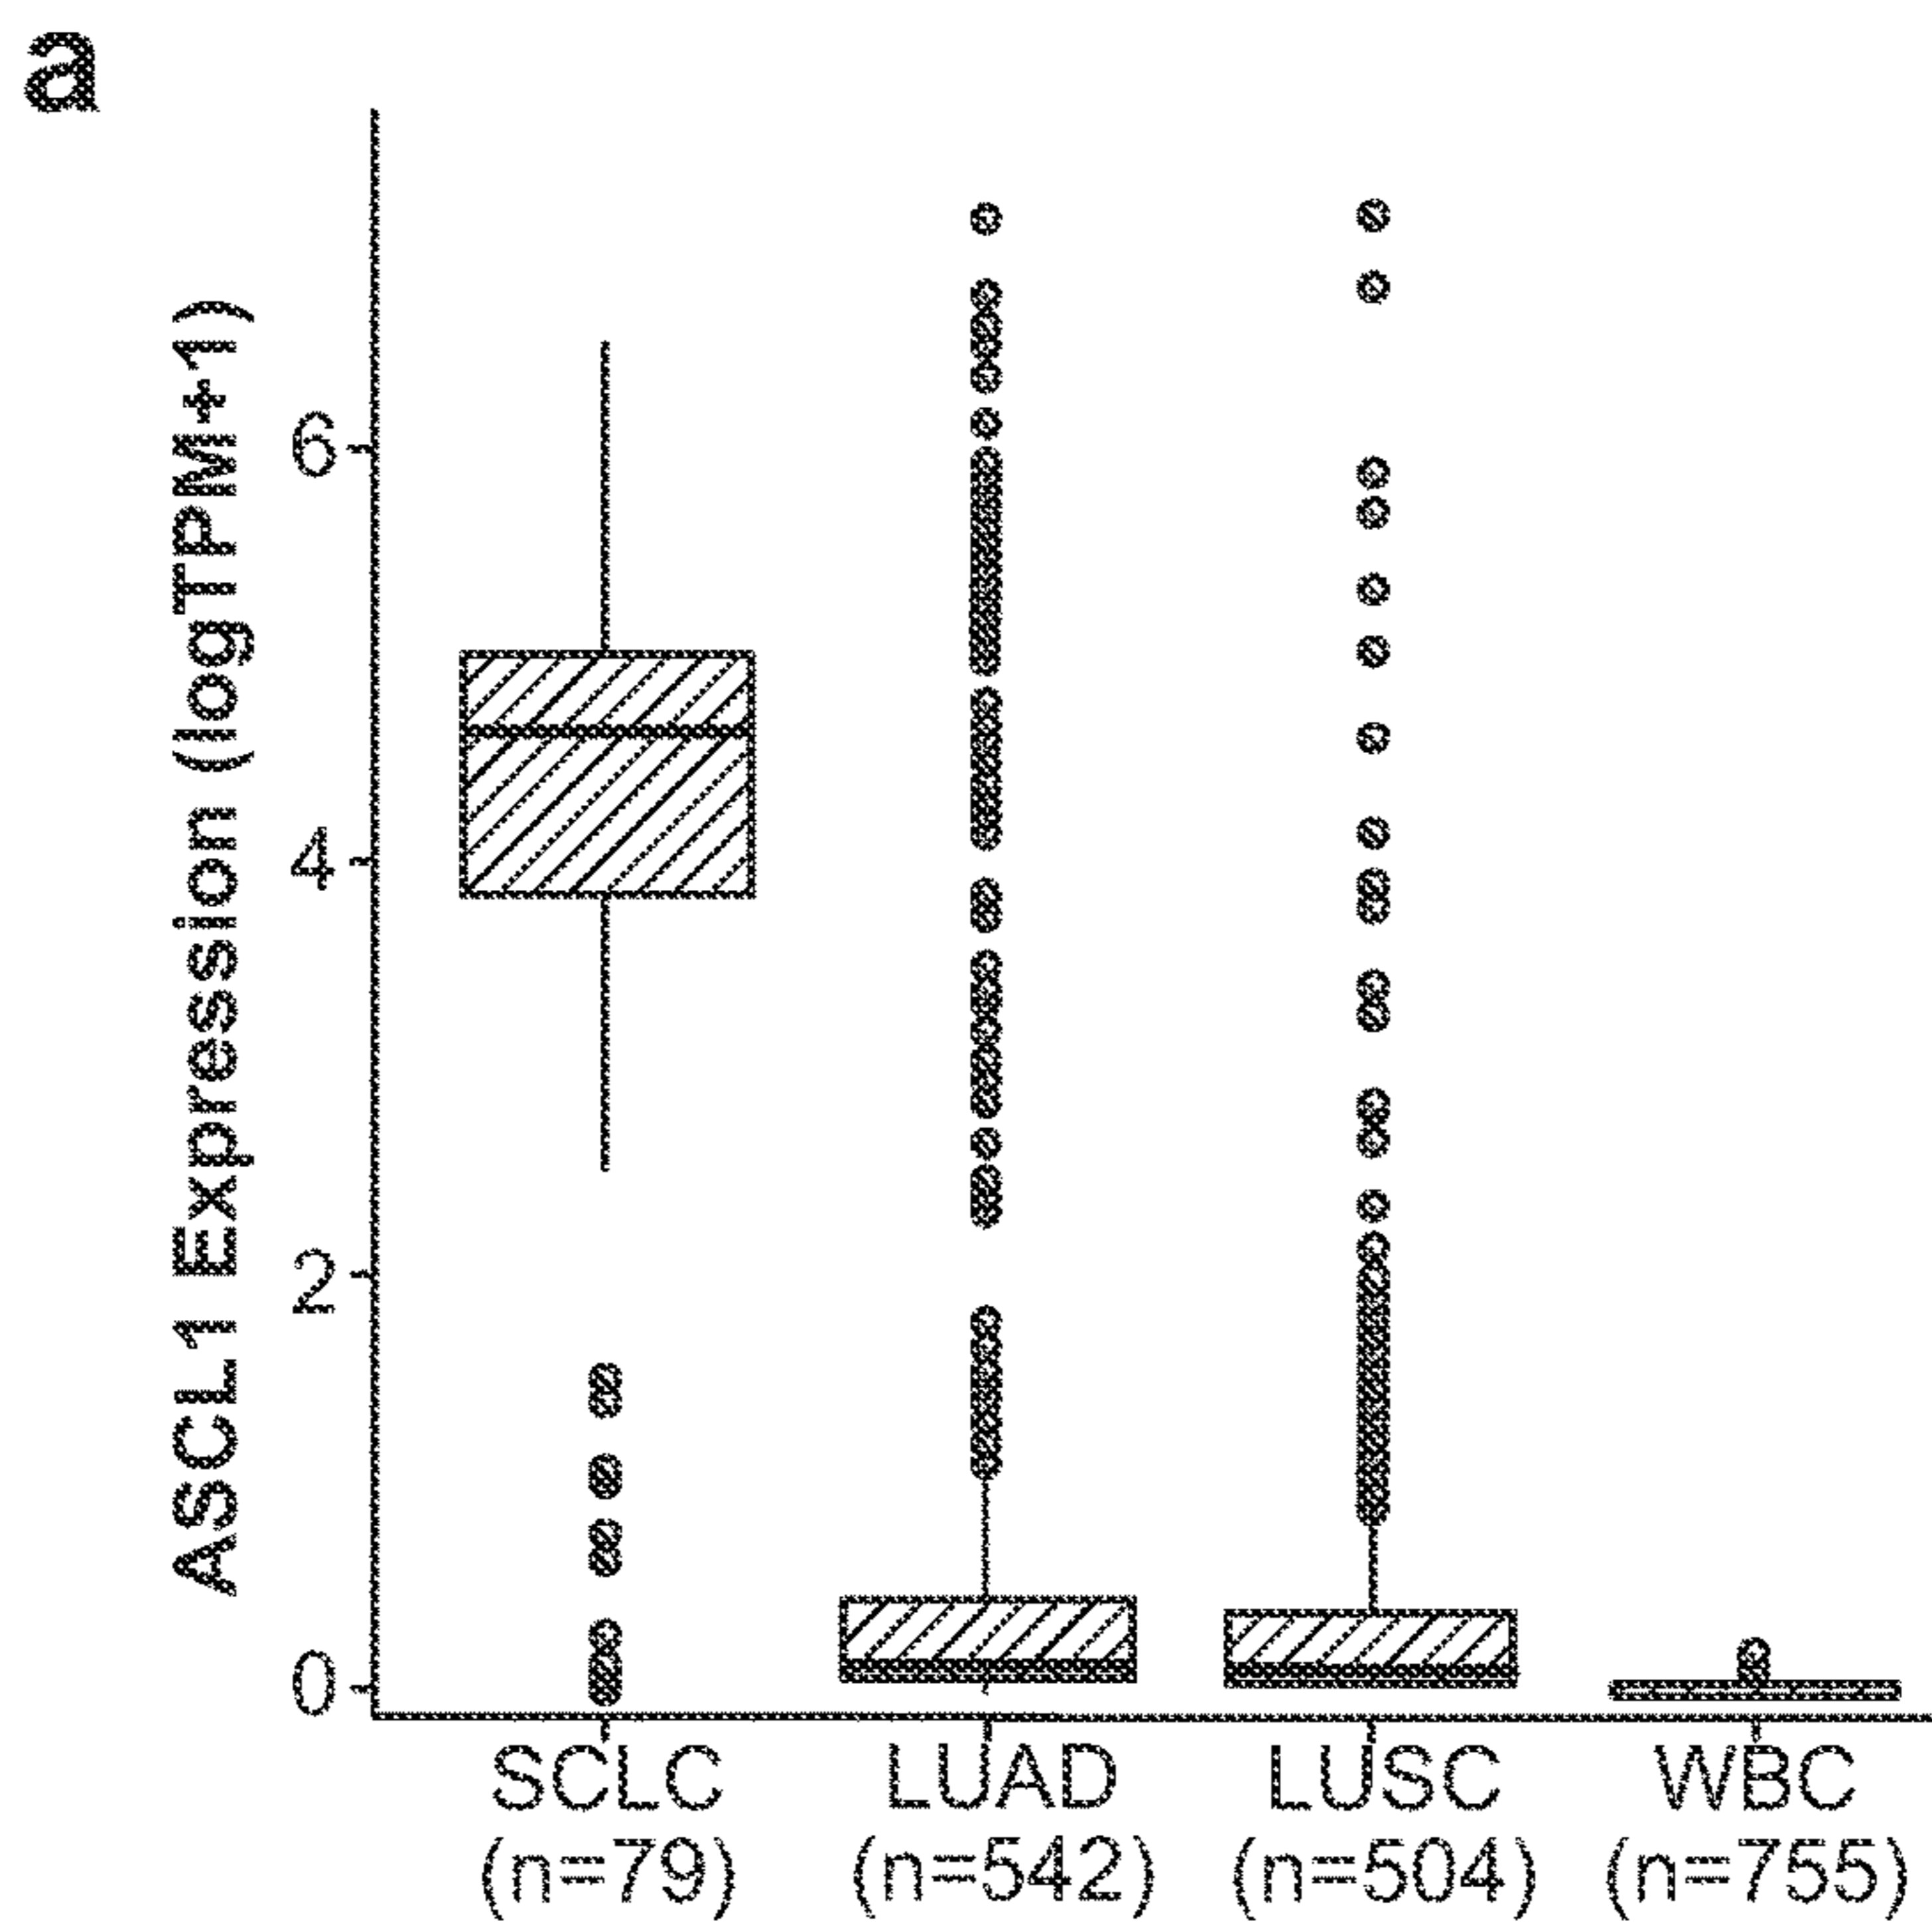 a
ASCL1 Expression (logTPM+1)
6
4
2
0
SCLC LUAD LUSC WBC
(n=79) (n=542) (n=504) (n=755)